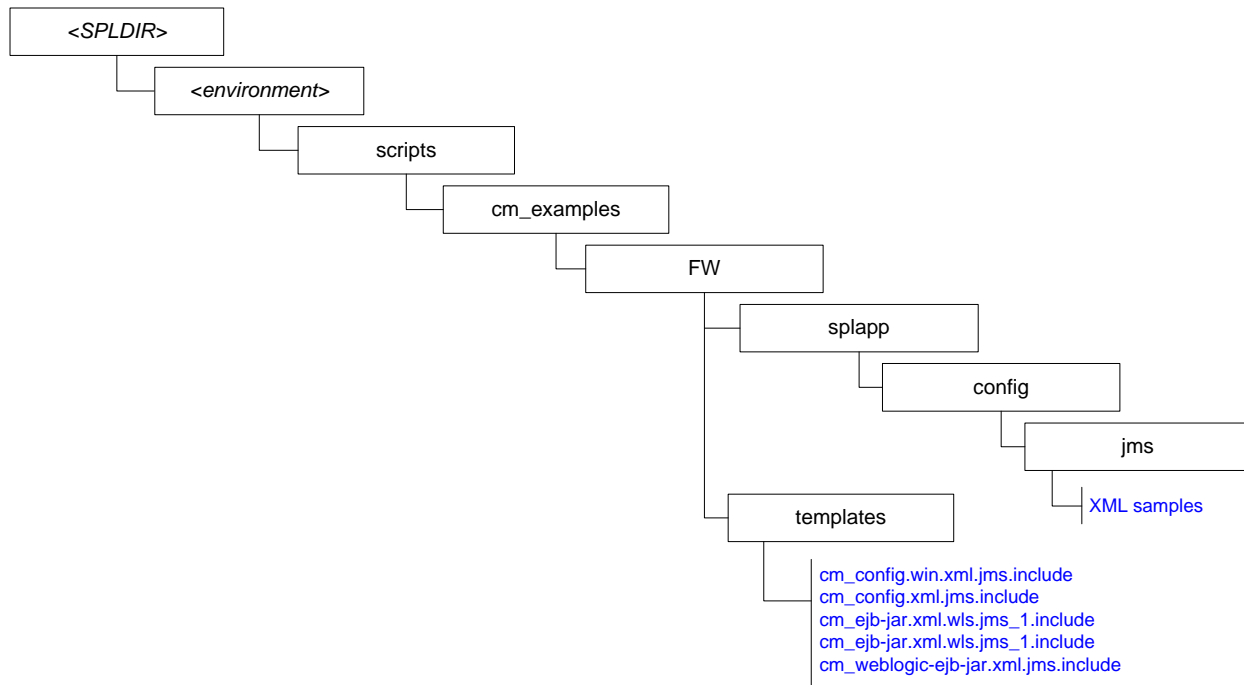 <SPLDIR>
<environment>
scripts
cm_examples
FW
splapp
config
jms
XML samples
templates
cm_config.win.xml.jms.include
cm_config.xml.jms.include
cm_ejb-jar.xml.wls.jms_1.include
cm_ejb-jar.xml.wls.jms_1.include
cm_weblogic-ejb-jar.xml.jms.include